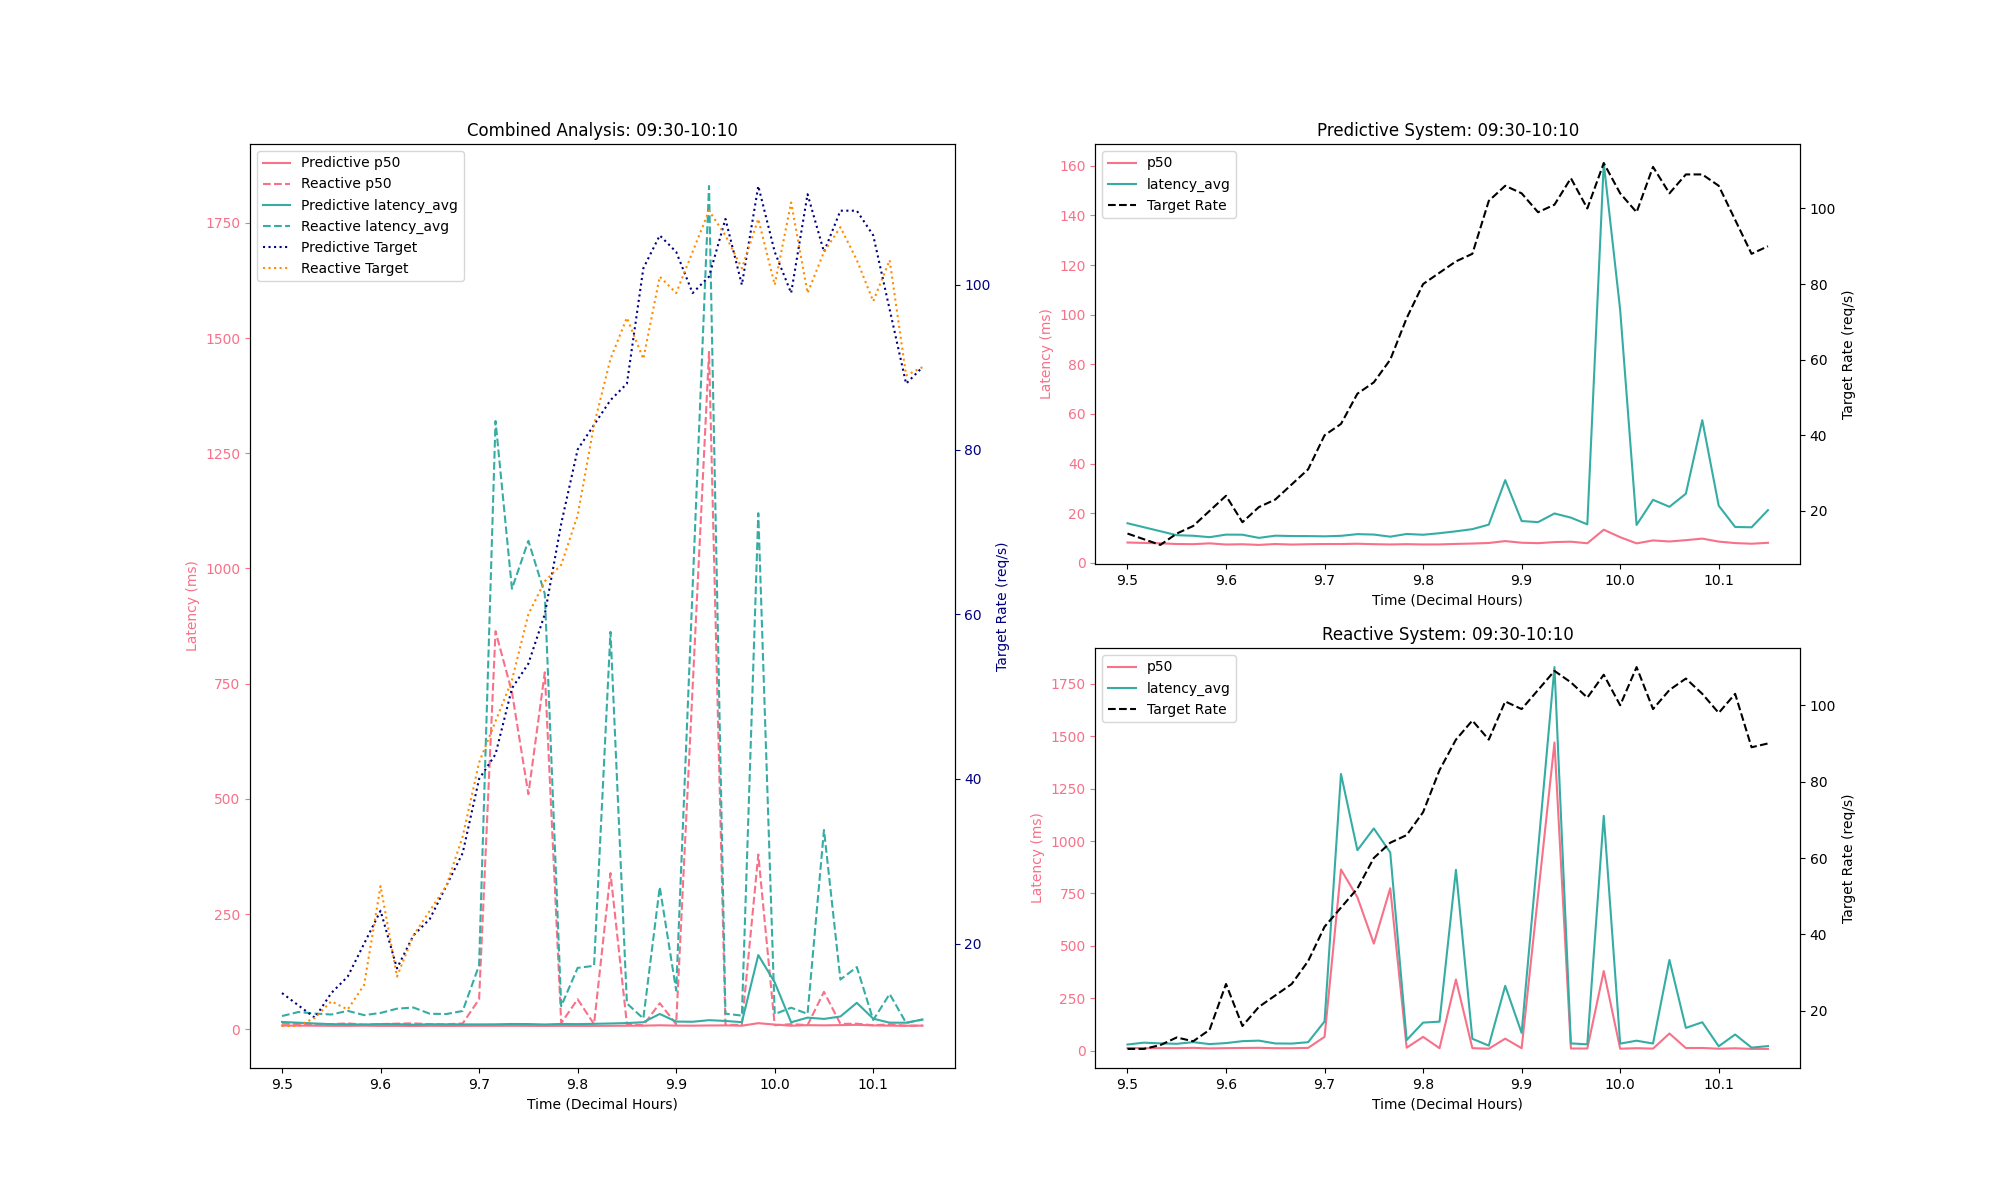 Combined Analysis: 09:30-10:10
Predictive p50
Reactive p50
Predictive latency_avg
Reactive latency_avg
Predictive Target
Reactive Target
1750
1500
1250
1000
750
500
250
0
Latency (ms)
100
80
60
40
20
Target Rate (req/s)
9.5 9.6 9.7 9.8 9.9 10.0 10.1
Time (Decimal Hours)
Predictive System: 09:30-10:10
p50
latency_avg
Target Rate
160
140
120
100
80
60
40
20
0
Latency (ms)
100
80
60
40
20
Target Rate (req/s)
9.5 9.6 9.7 9.8 9.9 10.0 10.1
Time (Decimal Hours)
Reactive System: 09:30-10:10
p50
latency_avg
Target Rate
1750
1500
1250
1000
750
500
250
0
Latency (ms)
100
80
60
40
20
Target Rate (req/s)
9.5 9.6 9.7 9.8 9.9 10.0 10.1
Time (Decimal Hours)